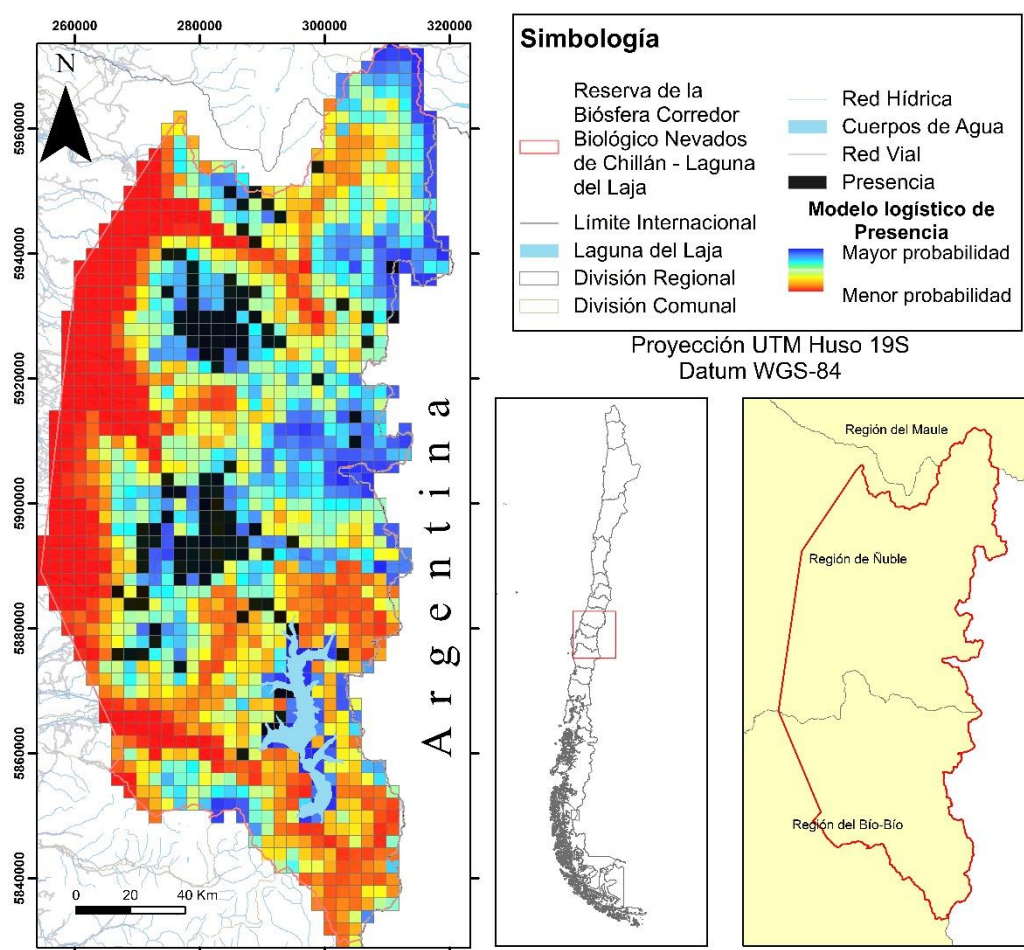 260000
280000
300000
320000
N
5960000
5940000
5920000
5900000
5880000
5860000
5840000
0
20
40 Km
Argentina
Simbología
Reserva de la
Biósfera Corredor
Biológico Nevados
de Chillán - Laguna
del Laja
Límite Internacional
Laguna del Laja
División Regional
División Comunal
Red Hídrica
Cuerpos de Agua
Red Vial
Presencia
Modelo logístico de
Presencia
Mayor probabilidad
Menor probabilidad
Proyección UTM Huso 19S
Datum WGS-84
Región del Maule
Región de Ñuble
Región del Bío-Bío